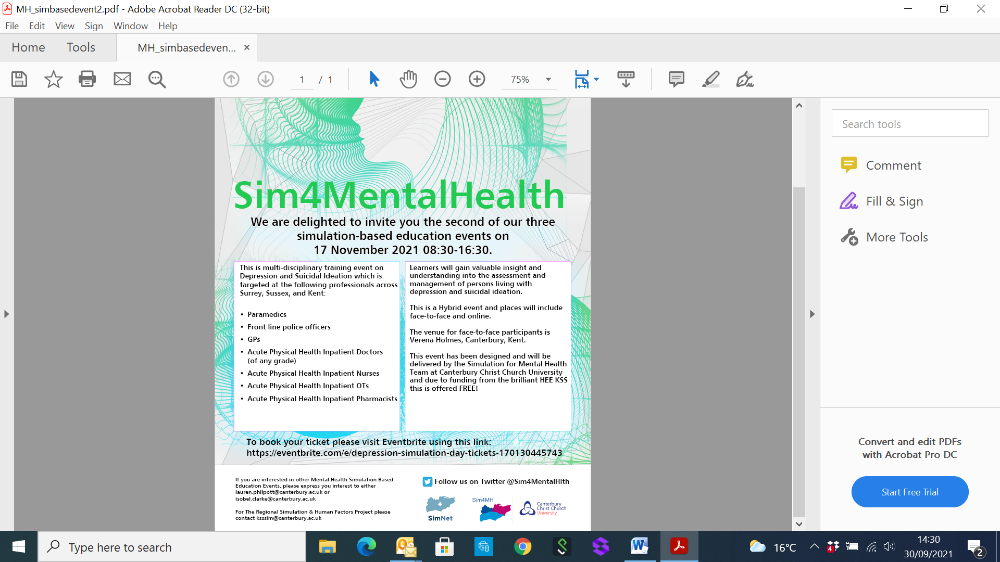 MH_simbasedevent2.pdf - Adobe Acrobat Reader DC (32-bit)
File Edit View Sign Window Help
Home Tools MH_simbasedeven... ×
1 / 1 75%
Sim4MentalHealth
We are delighted to invite you the second of our three
simulation-based education events on
17 November 2021 08:30-16:30.
This is multi-disciplinary training event on
Depression and Suicidal Ideation which is
targeted at the following professionals across
Surrey, Sussex, and Kent:
• Paramedics
• Front line police officers
• GPs
• Acute Physical Health Inpatient Doctors
(of any grade)
• Acute Physical Health Inpatient Nurses
• Acute Physical Health Inpatient OTs
• Acute Physical Health Inpatient Pharmacists
Learners will gain valuable insight and
understanding into the assessment and
management of persons living with
depression and suicidal ideation.
This is a Hybrid event and places will include
face-to-face and online.
The venue for face-to-face participants is
Verena Holmes, Canterbury, Kent.
This event has been designed and will be
delivered by the Simulation for Mental Health
Team at Canterbury Christ Church University
and due to funding from the brilliant HEE KSS
this is offered FREE!
To book your ticket please visit Eventbrite using this link:
https://eventbrite.com/e/depression-simulation-day-tickets-170130445743
If you are interested in other Mental Health Simulation Based
Education Events, please express you interest to either
lauren.philpott@canterbury.ac.uk or
isobel.clarke@canterbury.ac.uk
For The Regional Simulation & Human Factors Project please
contact ksssim@canterbury.ac.uk
Follow us on Twitter @Sim4MentalHlth
SimNet
Sim4MH
Canterbury
Christ Church
University
Search tools
Comment
Fill & Sign
More Tools
Convert and edit PDFs
with Acrobat Pro DC
Start Free Trial
Type here to search
16°C
4
14:30
30/09/2021
2